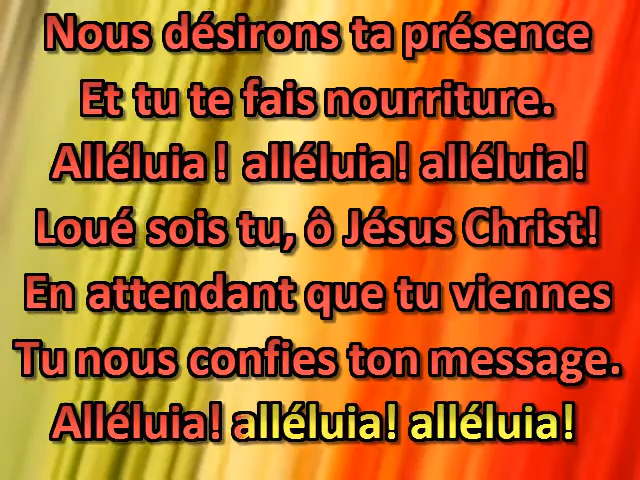 Nous désirons ta présence
Et tu te fais nourriture.
Alléluia ! alléluia! alléluia!
Loué sois tu, ô Jésus Christ!
En attendant que tu viennes
Tu nous confies ton message.
Alléluia! alléluia! alléluia!